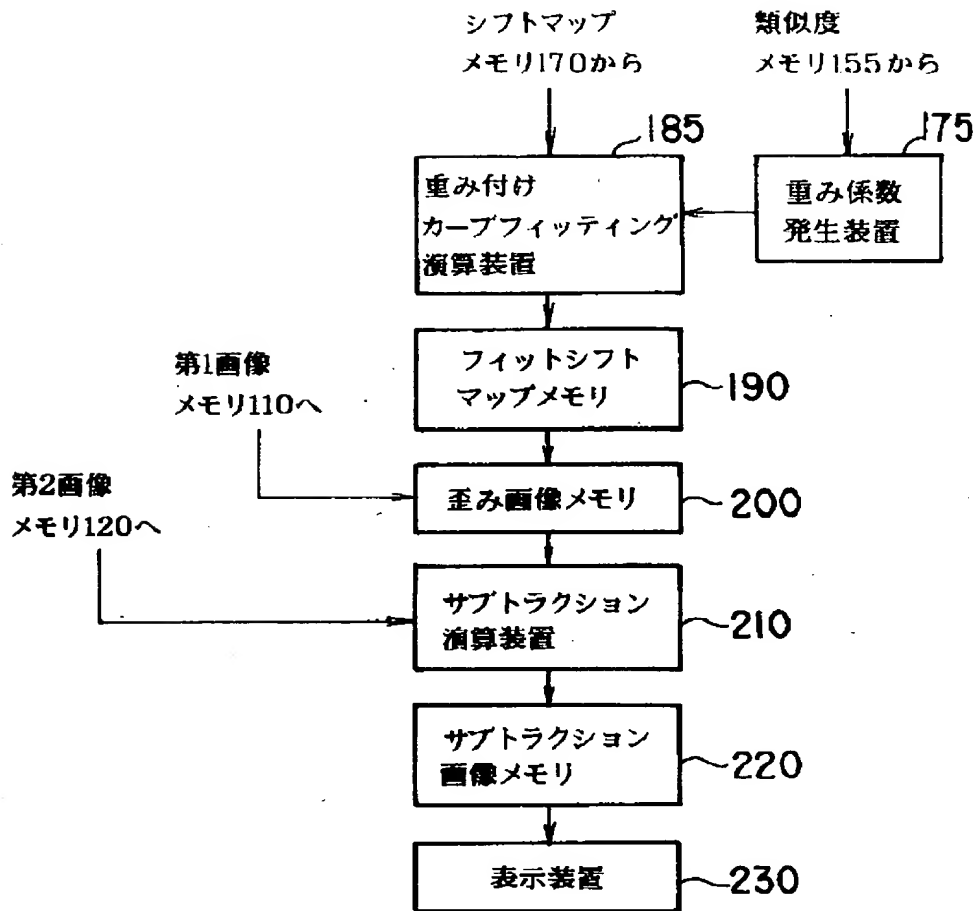 シフトマップ
メモリ170から
類似度
メモリ155から
185
175
重み付け
カーブフィッティング
演算装置
重み係数
発生装置
フィットシフト
マップメモリ
190
第1画像
メモリ110へ
歪み画像メモリ
200
第2画像
メモリ120へ
サブトラクション
演算装置
210
サブトラクション
画像メモリ
220
表示装置
230